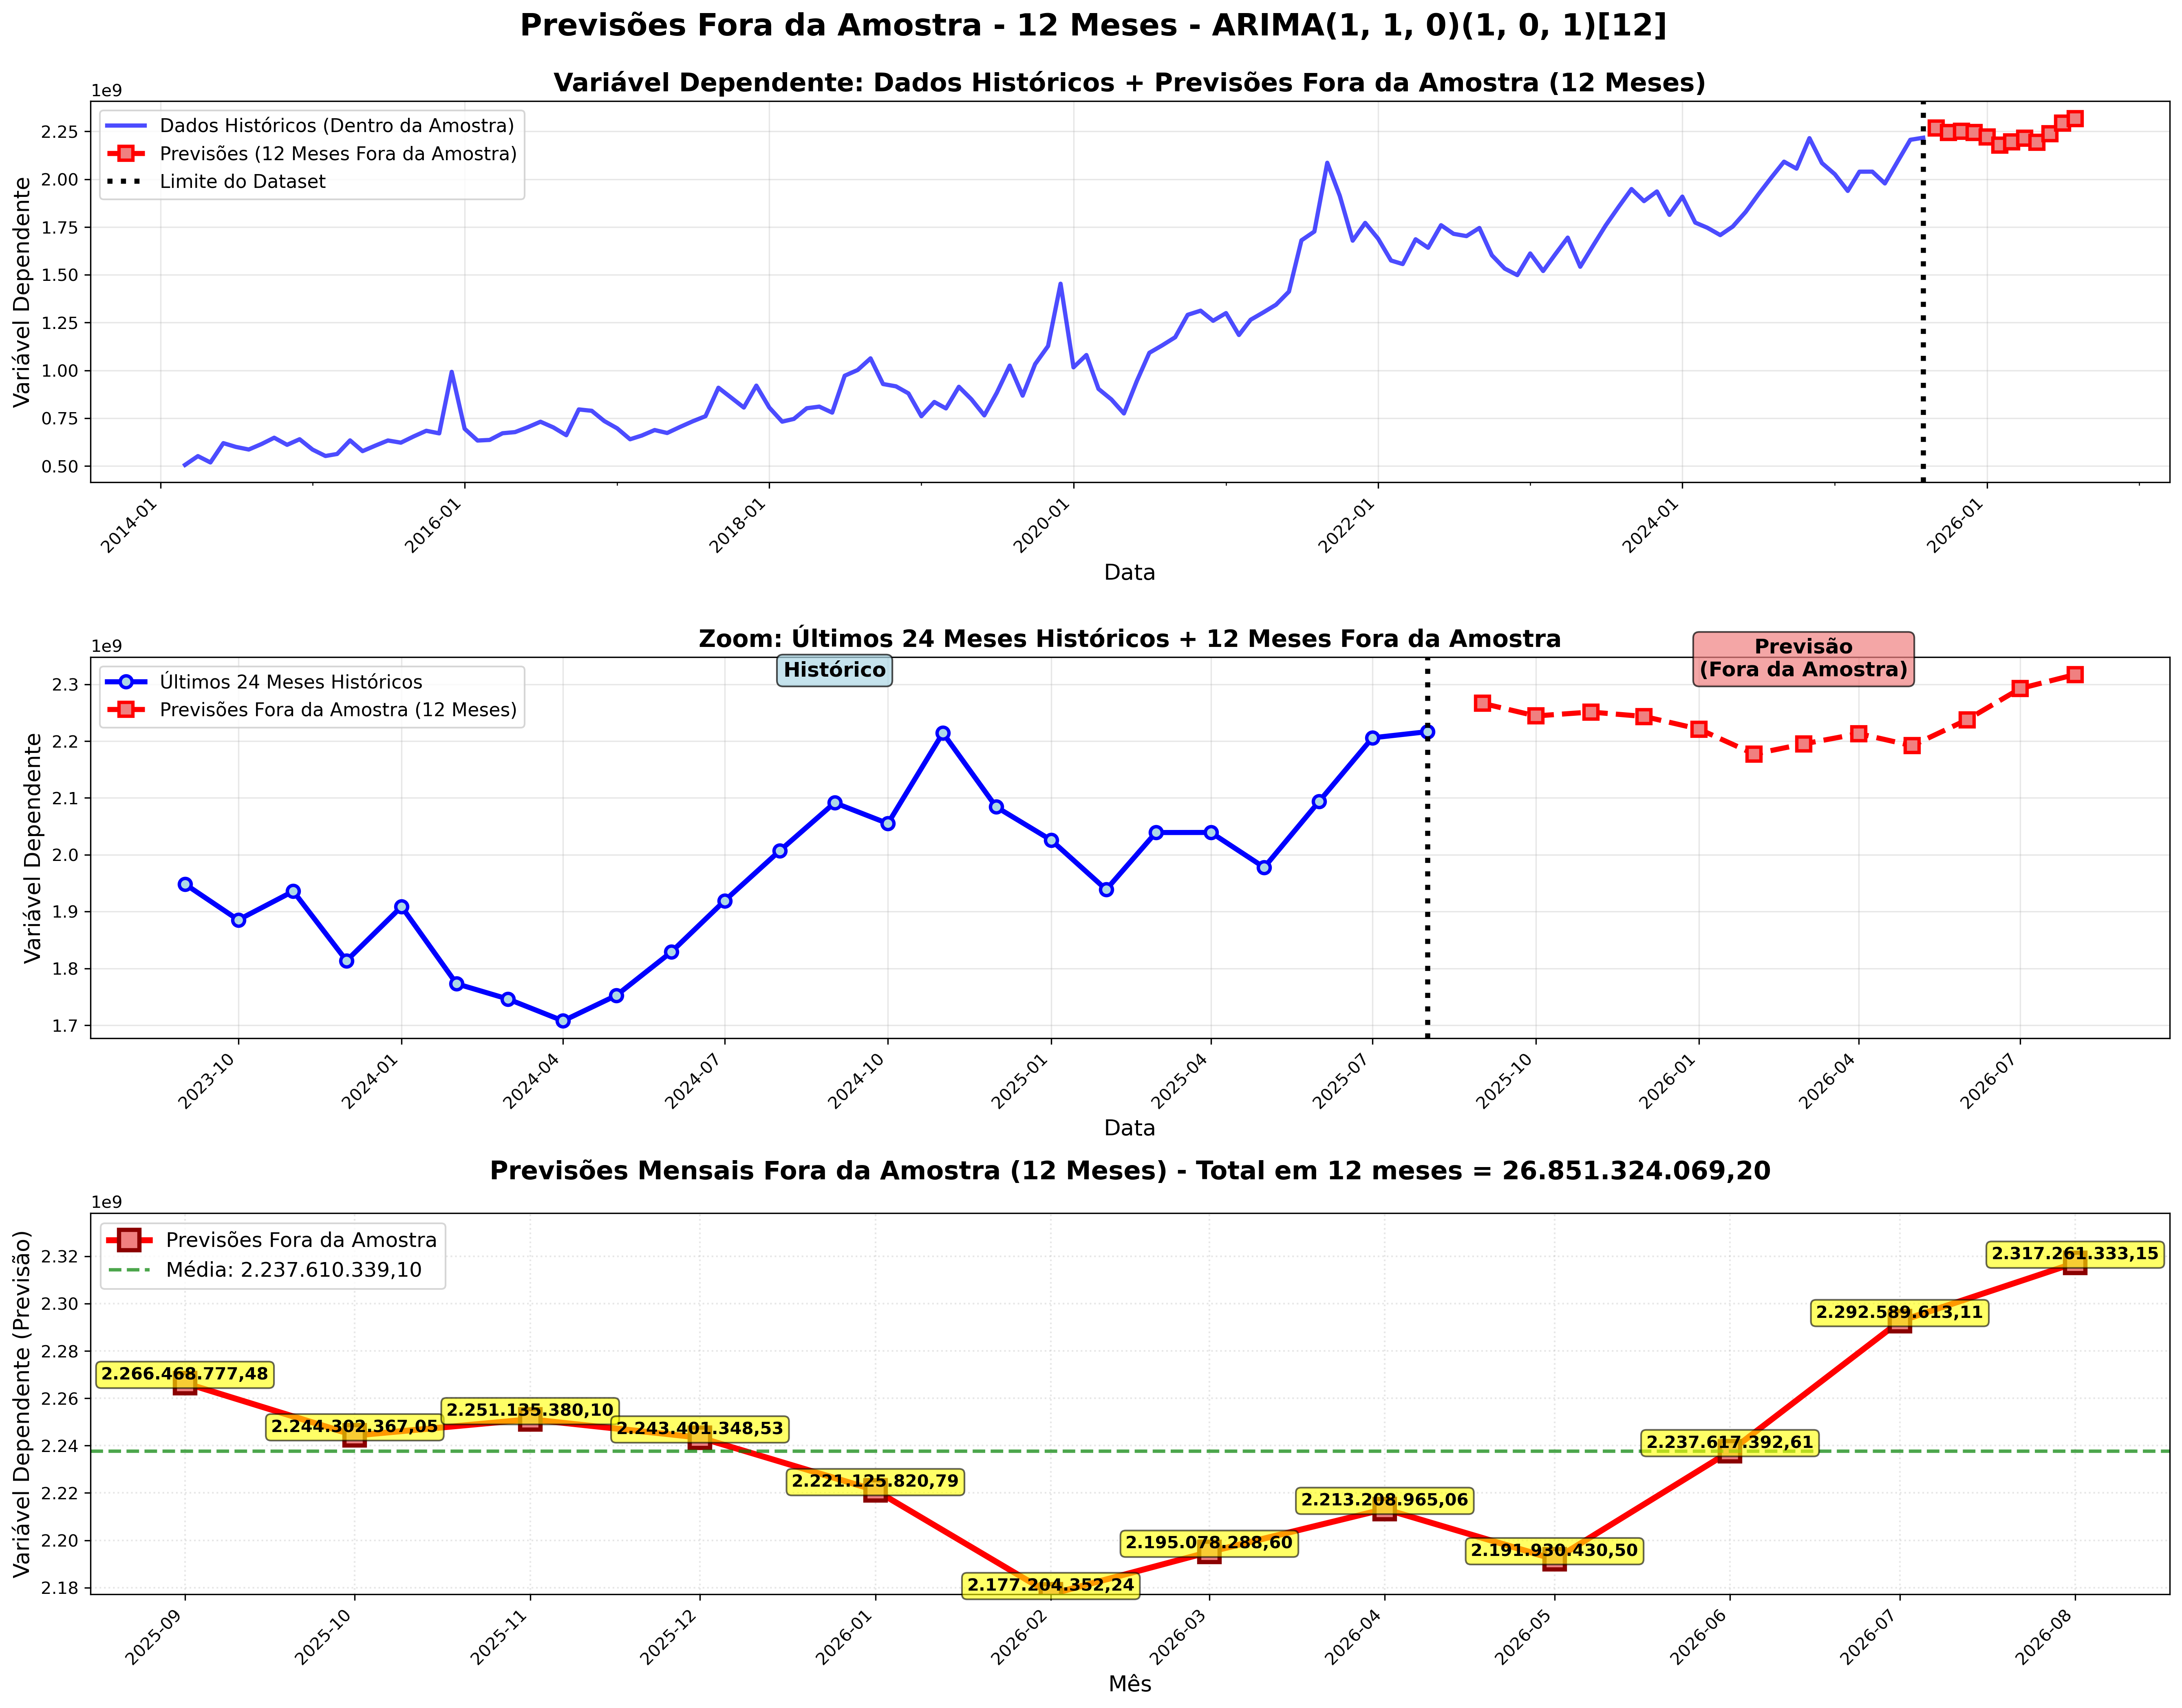 Previsões Fora da Amostra - 12 Meses - ARIMA(1, 1, 0)(1, 0, 1)[12]
Variável Dependente: Dados Históricos + Previsões Fora da Amostra (12 Meses)
1e9
Dados Históricos (Dentro da Amostra)
Previsões (12 Meses Fora da Amostra)
Limite do Dataset
Variável Dependente
2.25
2.00
1.75
1.50
1.25
1.00
0.75
0.50
2014-01
2016-01
2018-01
2020-01
2022-01
2024-01
2026-01
Data
Zoom: Últimos 24 Meses Históricos + 12 Meses Fora da Amostra
1e9
Últimos 24 Meses Históricos
Previsões Fora da Amostra (12 Meses)
Histórico
Previsão
(Fora da Amostra)
Variável Dependente
2.3
2.2
2.1
2.0
1.9
1.8
1.7
2023-10
2024-01
2024-04
2024-07
2024-10
2025-01
2025-04
2025-07
2025-10
2026-01
2026-04
2026-07
Data
Previsões Mensais Fora da Amostra (12 Meses) - Total em 12 meses = 26.851.324.069,20
1e9
Previsões Fora da Amostra
Média: 2.237.610.339,10
Variável Dependente (Previsão)
2.32
2.30
2.28
2.26
2.24
2.22
2.20
2.18
2.266.468.777,48
2.244.302.367,05
2.251.135.380,10
2.243.401.348,53
2.221.125.820,79
2.177.204.352,24
2.195.078.288,60
2.213.208.965,06
2.191.930.430,50
2.237.617.392,61
2.292.589.613,11
2.317.261.333,15
2025-09
2025-10
2025-11
2025-12
2026-01
2026-02
2026-03
2026-04
2026-05
2026-06
2026-07
2026-08
Mês